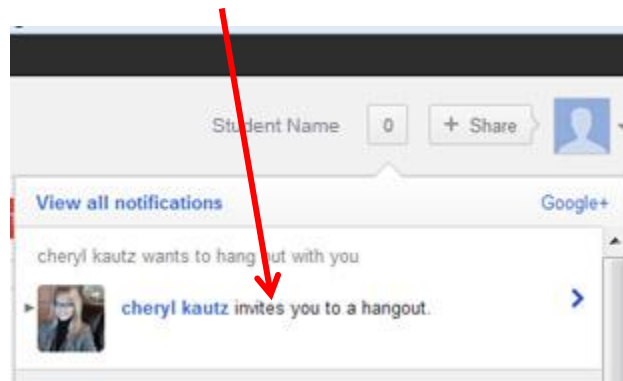 Student Name 0 + Share
View all notifications Google+
cheryl kautz wants to hang out with you
cheryl kautz invites you to a hangout.